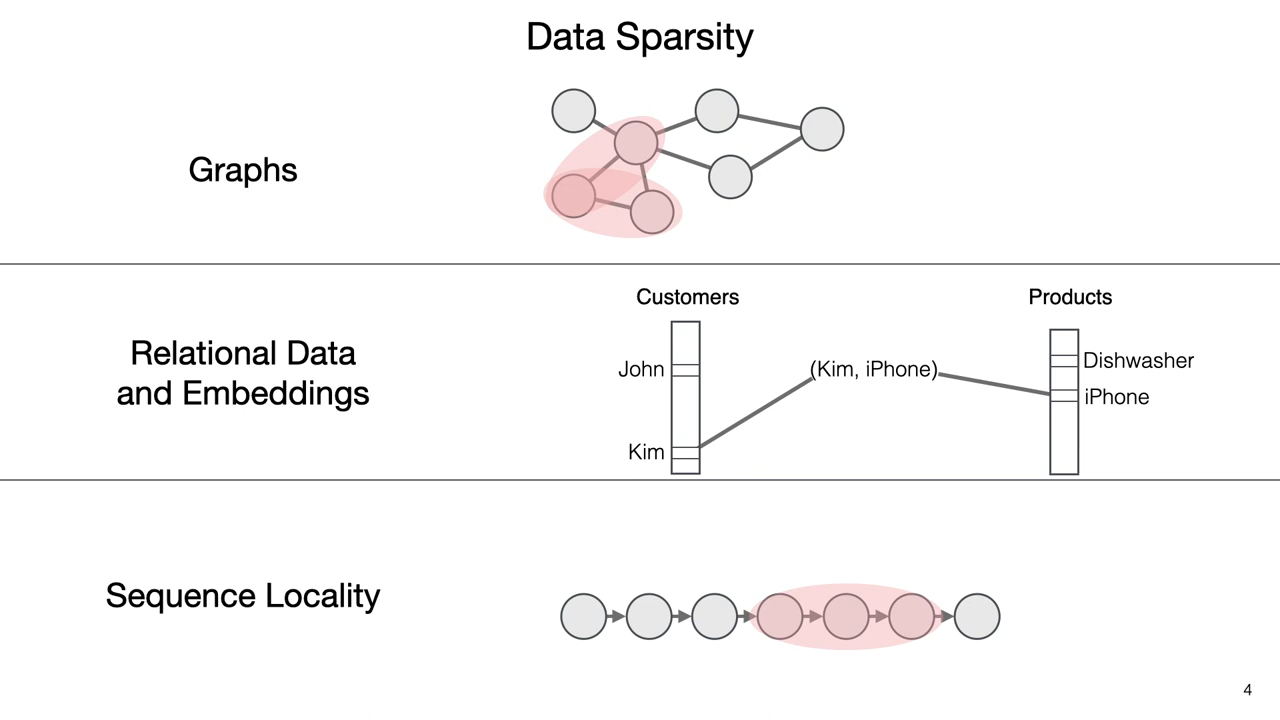 Data Sparsity
Graphs
Relational Data
and Embeddings
Customers
Products
John
Kim
(Kim, iPhone)
Dishwasher
iPhone
Sequence Locality
4